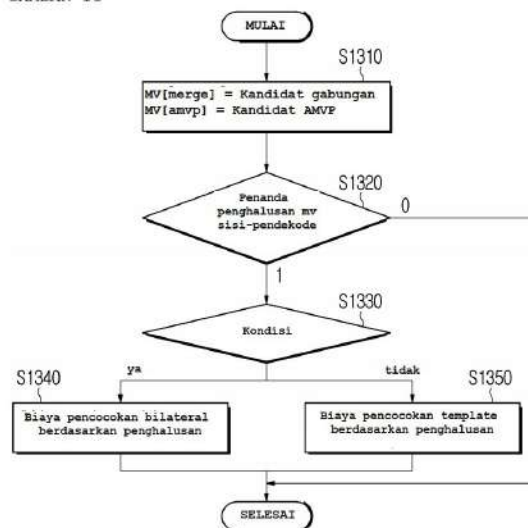 MULAI
S1310
MV[merge] = Kandidat gabungan
MV[amvp] = Kandidat AMVP
S1320
Penanda
penghalusan mv
sisi-pendekode
0
1
S1330
Kondisi
ya
tidak
S1340
S1350
Biaya pencocokan bilateral
berdasarkan penghalusan
Biaya pencocokan template
berdasarkan penghalusan
SELESAI